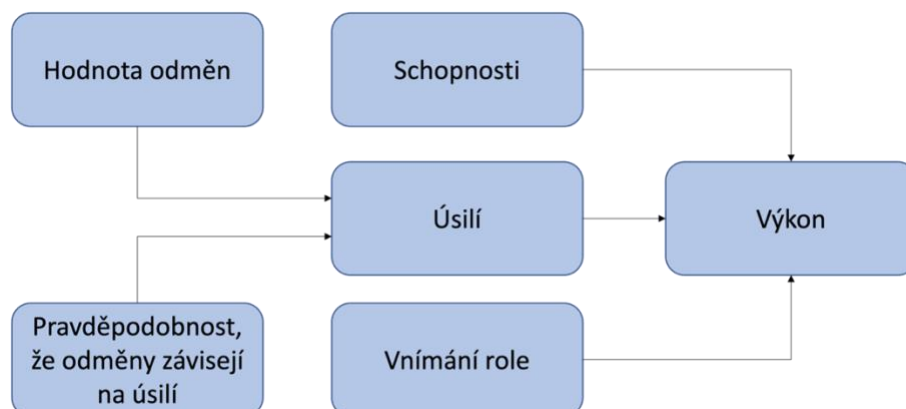 Hodnota odměn
Schopnosti
Úsilí
Výkon
Pravděpodobnost,
že odměny závisejí
na úsilí
Vnímání role